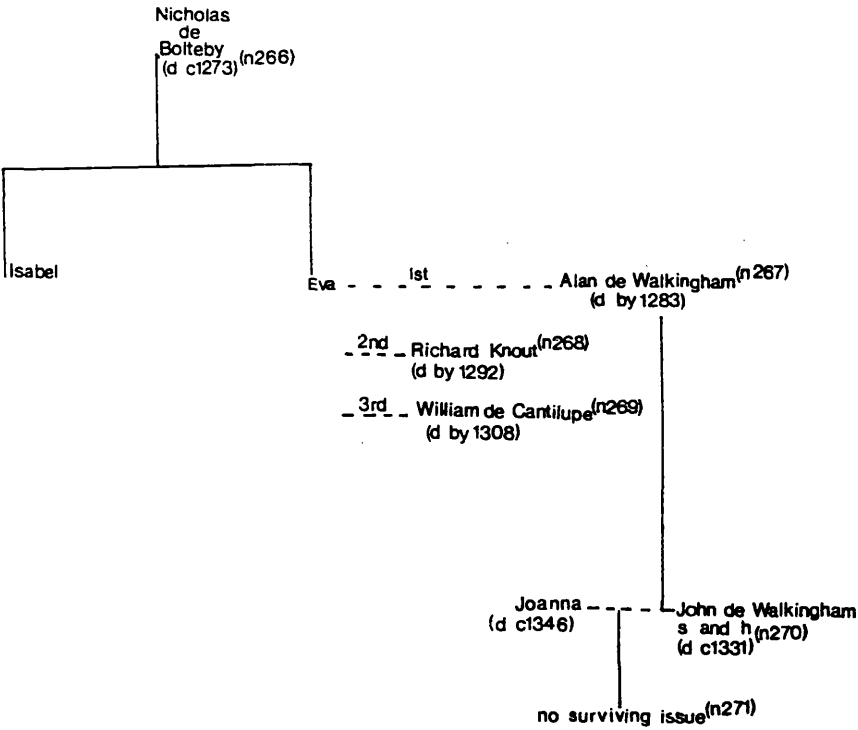 Nicholas
de
Bolteby
(d c1273)(n266)
Isabel
Eva
1st
Alan de Walkingham(n267)
(d by 1283)
2nd
Richard Knout(n268)
(d by 1292)
3rd
William de Cantilupe(n269)
(d by 1308)
Joanna
(d c1346)
John de Walkingham
s and h(n270)
(d c1331)
no surviving issue(n271)